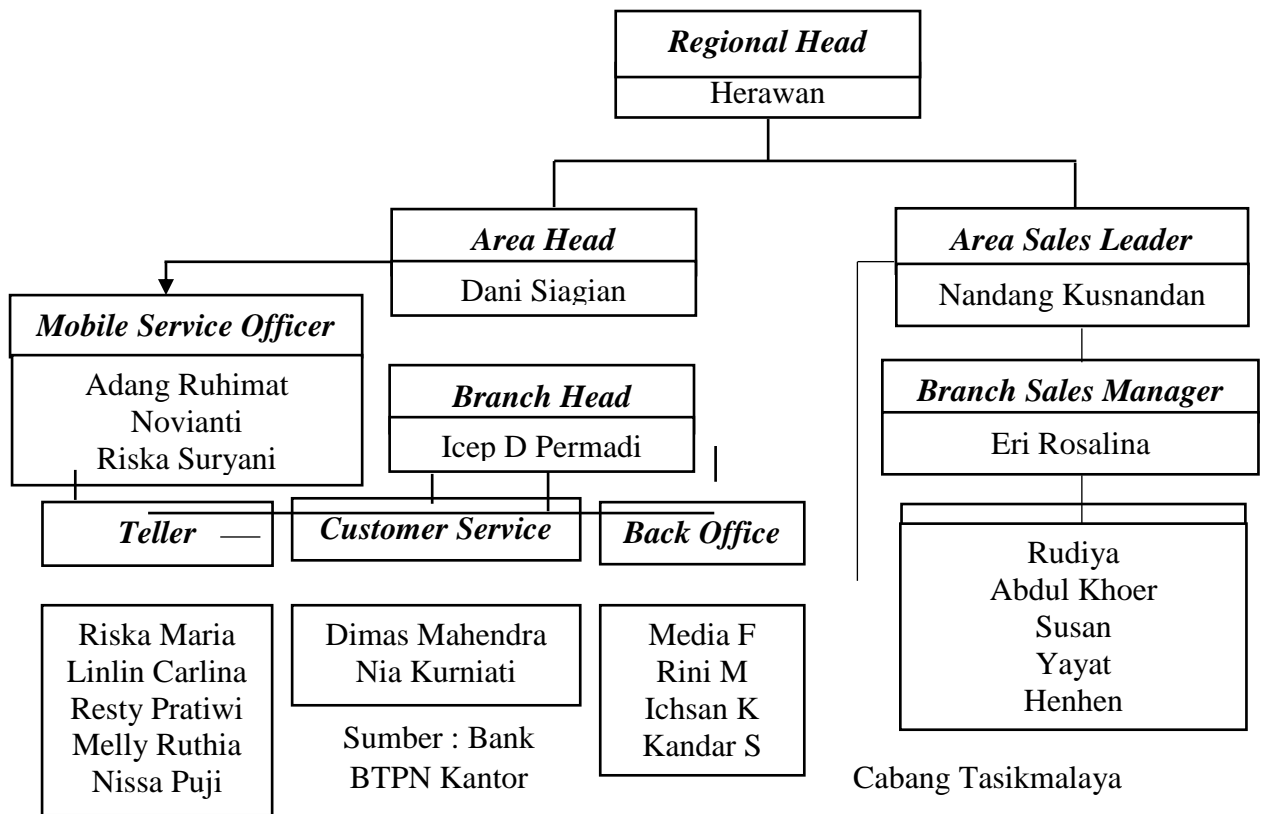 Regional Head
Herawan
Area Head
Dani Siagian
Area Sales Leader
Nandang Kusnandan
Mobile Service Officer
Adang Ruhimat
Novianti
Riska Suryani
Branch Head
Icep D Permadi
Branch Sales Manager
Eri Rosalina
Teller
Customer Service
Back Office
Rudiya
Abdul Khoer
Susan
Yayat
Henhen
Riska Maria
Linlin Carlina
Resty Pratiwi
Melly Ruthia
Nissa Puji
Dimas Mahendra
Nia Kurniati
Media F
Rini M
Ichsan K
Kandar S
Sumber : Bank
BTPN Kantor
Cabang Tasikmalaya